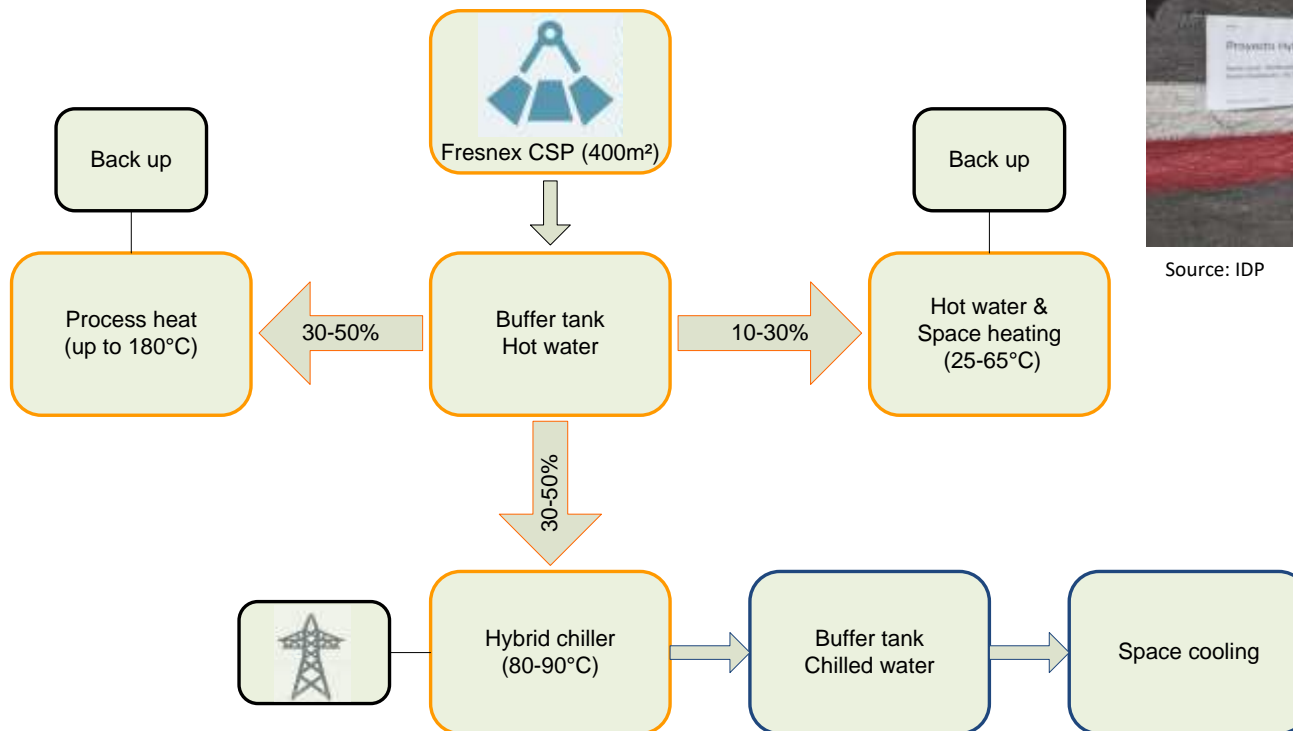 Proyecto Hy
Fresnex CSP (400m²)
Back up
Back up
Source: IDP
Process heat
(up to 180°C)
30-50%
Buffer tank
Hot water
10-30%
Hot water &
Space heating
(25-65°C)
30-50%
Hybrid chiller
(80-90°C)
Buffer tank
Chilled water
Space cooling